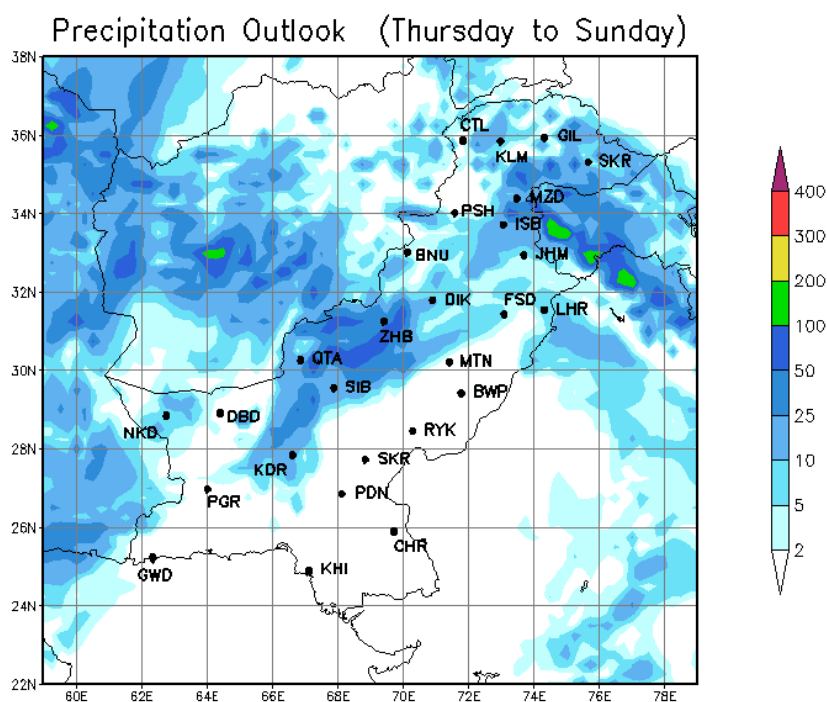 Precipitation Outlook (Thursday to Sunday)
38N
36N
34N
32N
30N
28N
26N
24N
22N
60E 62E 64E 66E 68E 70E 72E 74E 76E 78E
CTL
GIL
KLM
SKR
MZD
PSH
ISB
BNU
JHM
DIK
FSD
LHR
ZHB
QTA
MTN
SIB
BWP
NKD
DBD
RYK
KDR
SKR
PGR
PDN
CHR
GWD
KHI
400
300
200
100
50
25
10
5
2